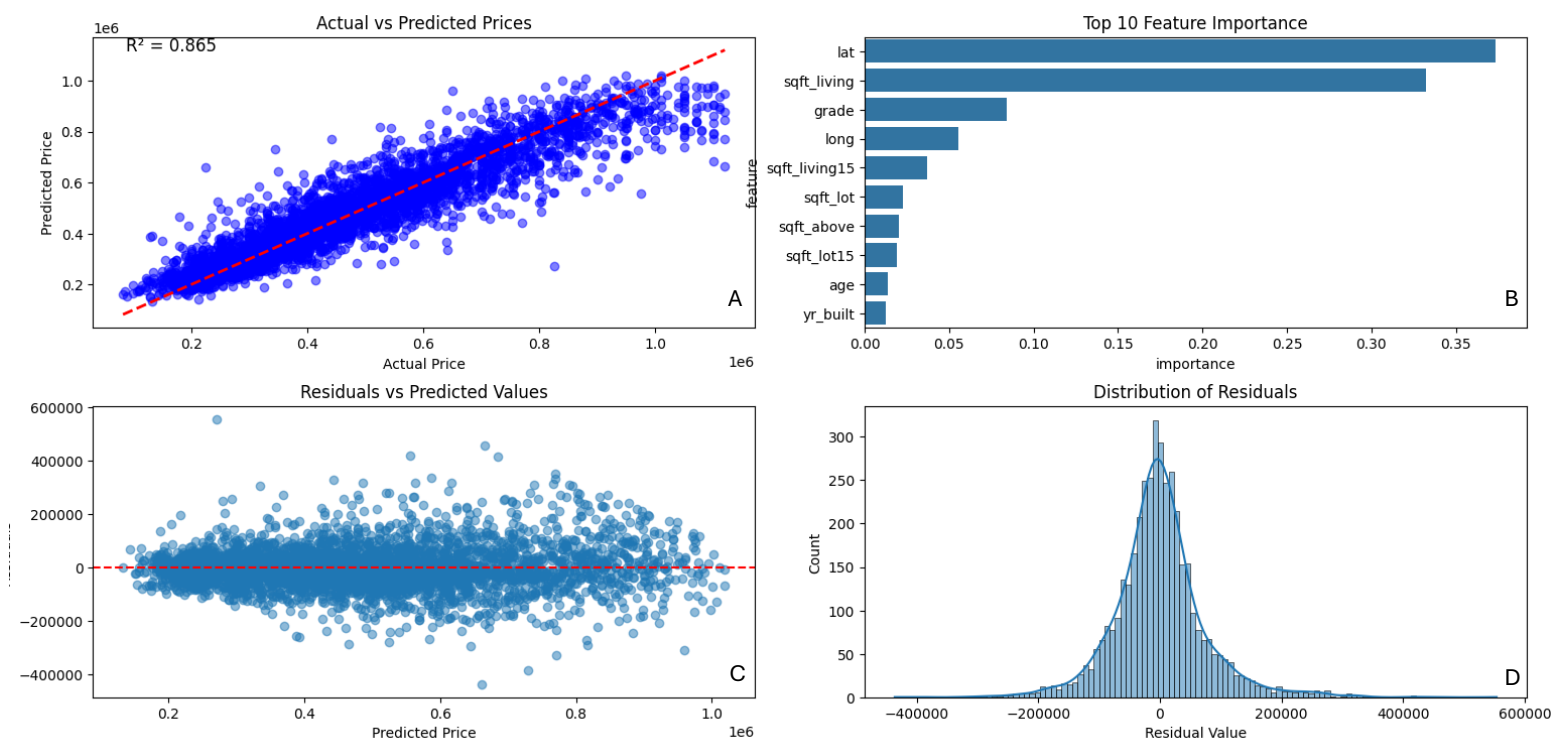 Actual vs Predicted Prices
1e6
R² = 0.865
Predicted Price
1.0
0.8
0.6
0.4
0.2
0.2
0.4
0.6
0.8
1.0
1e6
Actual Price
A
Top 10 Feature Importance
feature
lat
sqft_living
grade
long
sqft_living15
sqft_lot
sqft_above
sqft_lot15
age
yr_built
0.00
0.05
0.10
0.15
0.20
0.25
0.30
0.35
importance
B
Residuals vs Predicted Values
600000
400000
200000
0
−200000
−400000
0.2
0.4
0.6
0.8
1.0
1e6
Predicted Price
C
Distribution of Residuals
Count
300
250
200
150
100
50
0
−400000
−200000
0
200000
400000
600000
Residual Value
D